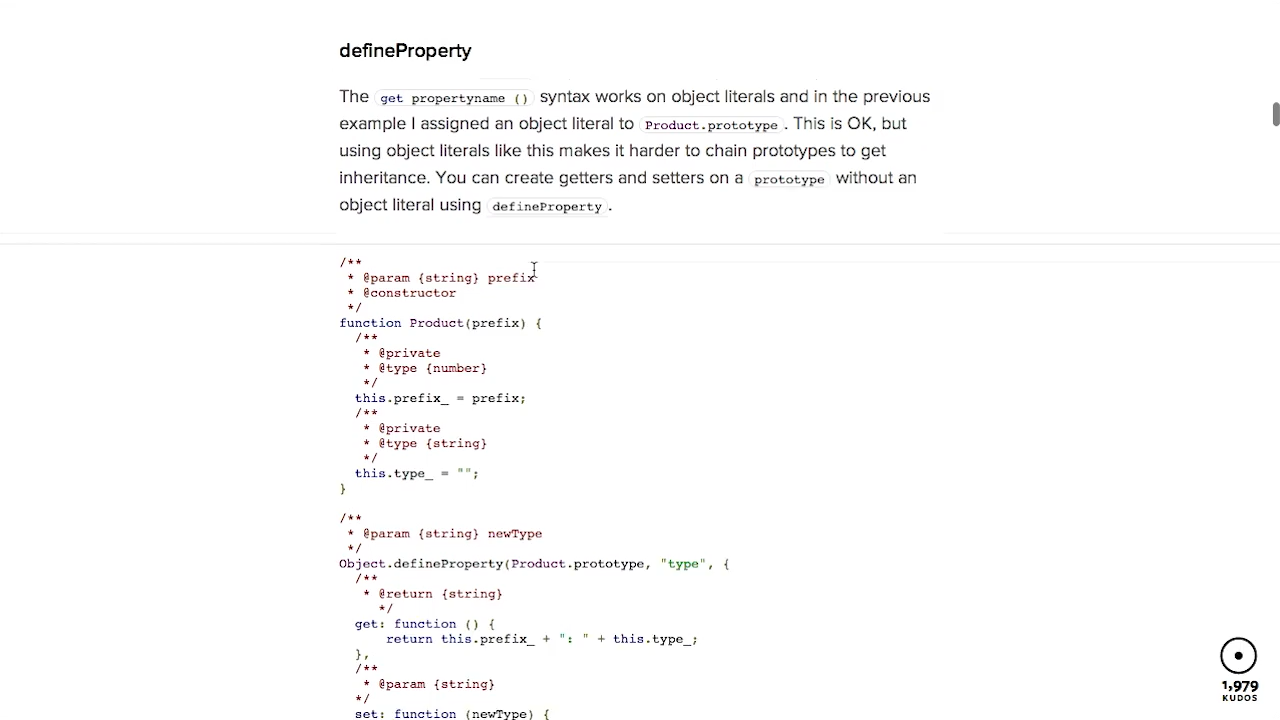 defineProperty
The get propertyname () syntax works on object literals and in the previous
example I assigned an object literal to Product.prototype. This is OK, but
using object literals like this makes it harder to chain prototypes to get
inheritance. You can create getters and setters on a prototype without an
object literal using defineProperty.
/**
 * @param {string} prefix
 * @constructor
 */
function Product(prefix) {
  /**
   * @private
   * @type {number}
   */
  this.prefix_ = prefix;
  /**
   * @private
   * @type {string}
   */
  this.type_ = "";
}
/**
 * @param {string} newType
 */
Object.defineProperty(Product.prototype, "type", {
  /**
   * @return {string}
     */
  get: function () {
      return this.prefix_ + ": " + this.type_;
  },
  /**
   * @param {string}
  */
  set: function (newType) {
1,979
KUDOS